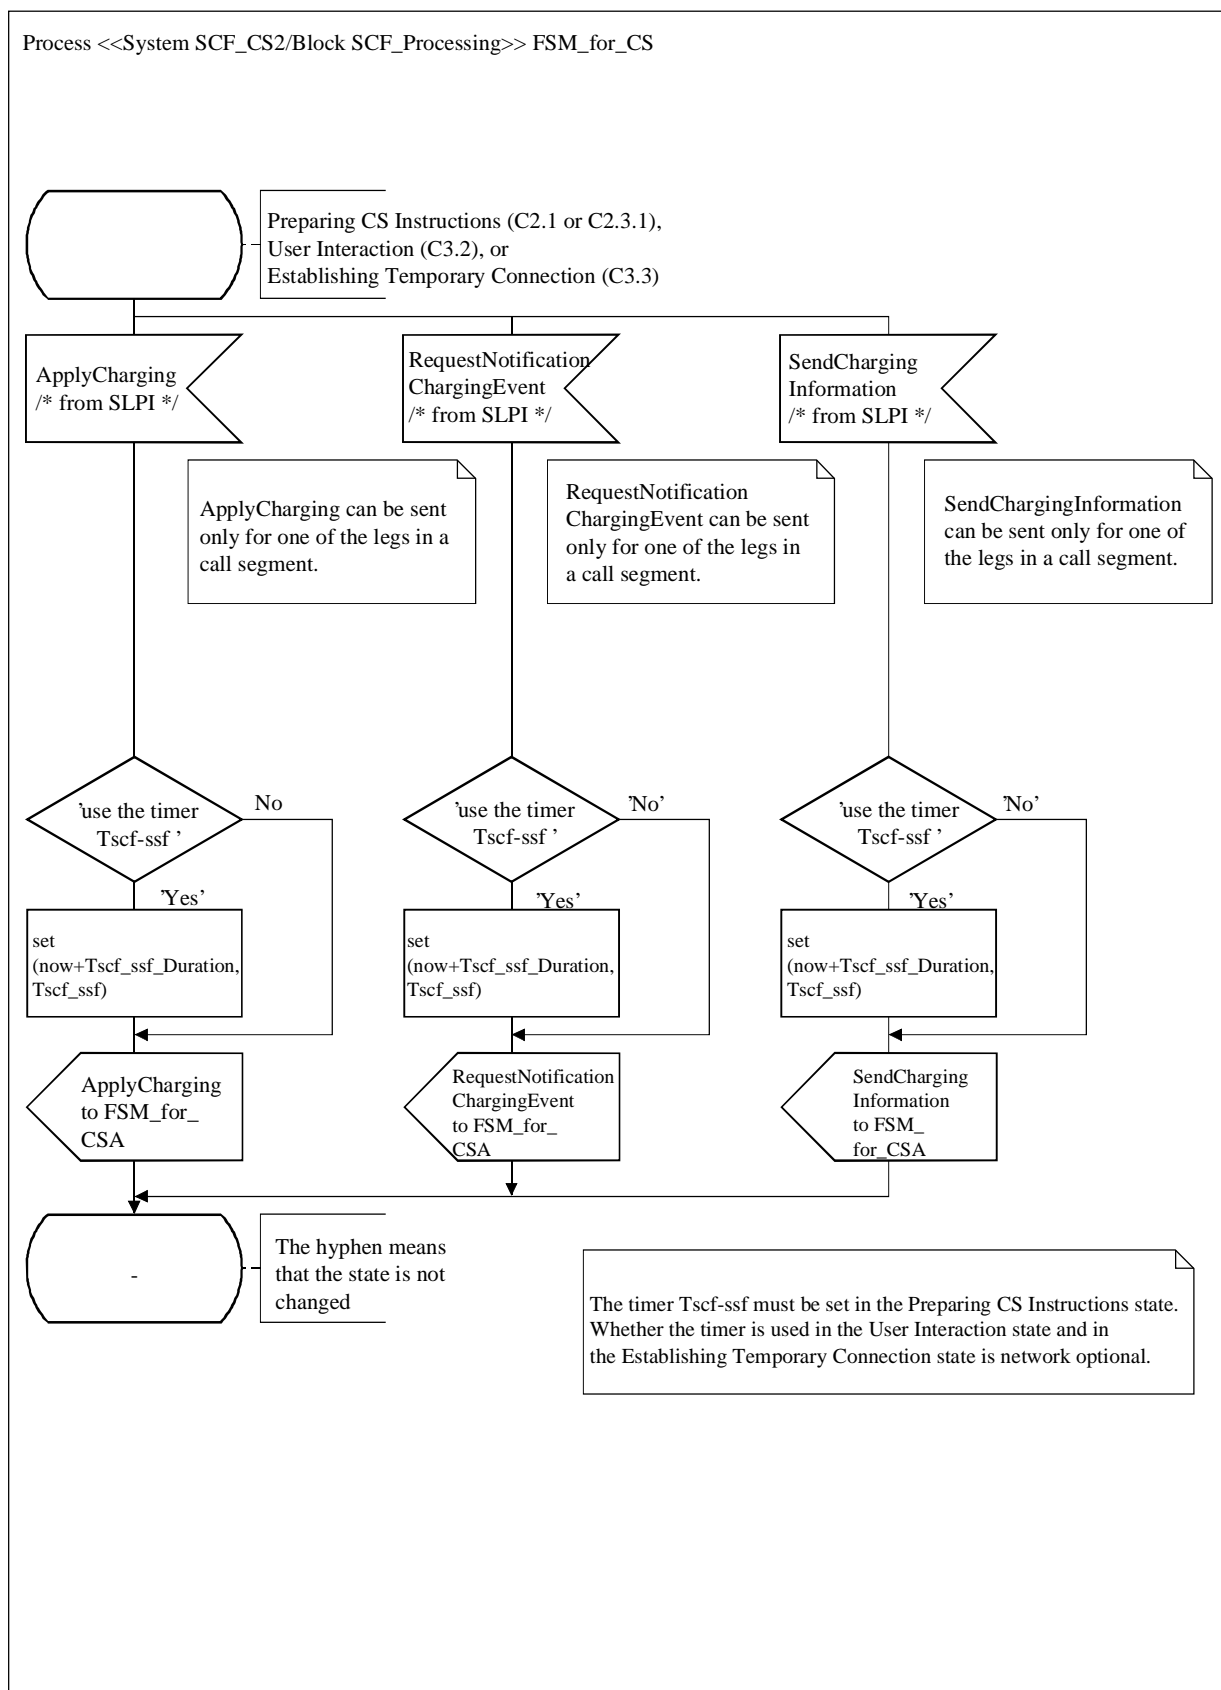 Process <<System SCF_CS2/Block SCF_Processing>> FSM_for_CS
Preparing CS Instructions (C2.1 or C2.3.1),
User Interaction (C3.2), or
Establishing Temporary Connection (C3.3)
ApplyCharging
/* from SLPI */
RequestNotification
ChargingEvent
/* from SLPI */
SendCharging
Information
/* from SLPI */
ApplyCharging can be sent
only for one of the legs in a
call segment.
RequestNotification
ChargingEvent can be sent
only for one of the legs in
a call segment.
SendChargingInformation
can be sent only for one of
the legs in a call segment.
'use the timer
Tscf-ssf ’
No
'Yes’
'use the timer
Tscf-ssf ’
'No’
'Yes’
'use the timer
Tscf-ssf ’
'No’
'Yes’
set
(now+Tscf_ssf_Duration,
Tscf_ssf)
set
(now+Tscf_ssf_Duration,
Tscf_ssf)
set
(now+Tscf_ssf_Duration,
Tscf_ssf)
ApplyCharging
to FSM_for_
CSA
RequestNotification
ChargingEvent
to FSM_for_
CSA
SendCharging
Information
to FSM_
for_CSA
-
The hyphen means
that the state is not
changed
The timer Tscf-ssf must be set in the Preparing CS Instructions state.
Whether the timer is used in the User Interaction state and in
the Establishing Temporary Connection state is network optional.